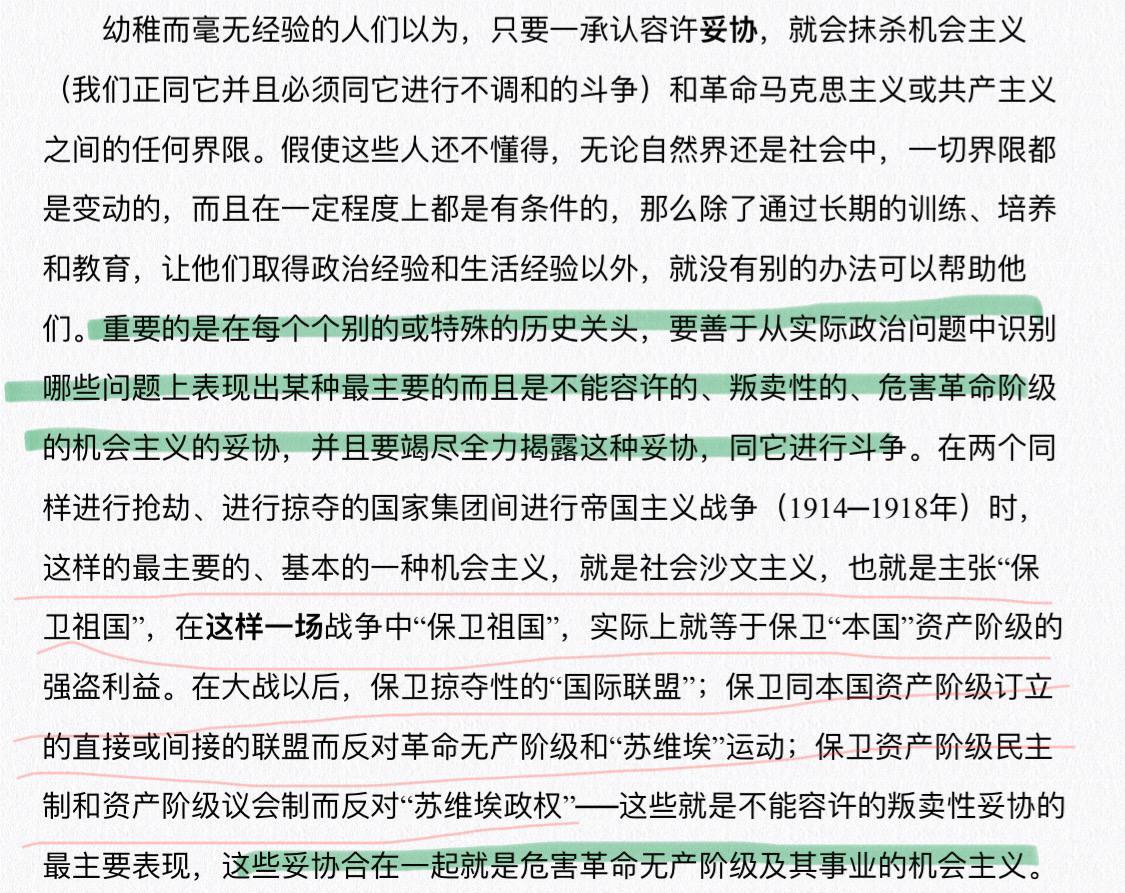 幼稚而毫无经验的人们以为，只要一承认容许妥协，就会抹杀机会主义
（我们正同它并且必须同它进行不调和的斗争）和革命马克思主义或共产主义
之间的任何界限。假使这些人还不懂得，无论自然界还是社会中，一切界限都
是变动的，而且在一定程度上都是有条件的，那么除了通过长期的训练、培养
和教育，让他们取得政治经验和生活经验以外，就没有别的办法可以帮助他
们。重要的是在每个个别的或特殊的历史关头，要善于从实际政治问题中识别
哪些问题上表现出某种最主要的而且是不能容许的、叛卖性的、危害革命阶级
的机会主义的妥协，并且要竭尽全力揭露这种妥协，同它进行斗争。在两个同
样进行抢劫、进行掠夺的国家集团间进行帝国主义战争（1914—1918年）时，
这样的最主要的、基本的一种机会主义，就是社会沙文主义，也就是主张“保
卫祖国”，在这样一场战争中“保卫祖国”，实际上就等于保卫“本国”资产阶级的
强盗利益。在大战以后，保卫掠夺性的“国际联盟”；保卫同本国资产阶级订立
的直接或间接的联盟而反对革命无产阶级和“苏维埃”运动；保卫资产阶级民主
制和资产阶级议会制而反对“苏维埃政权”——这些就是不能容许的叛卖性妥协的
最主要表现，这些妥协合在一起就是危害革命无产阶级及其事业的机会主义。